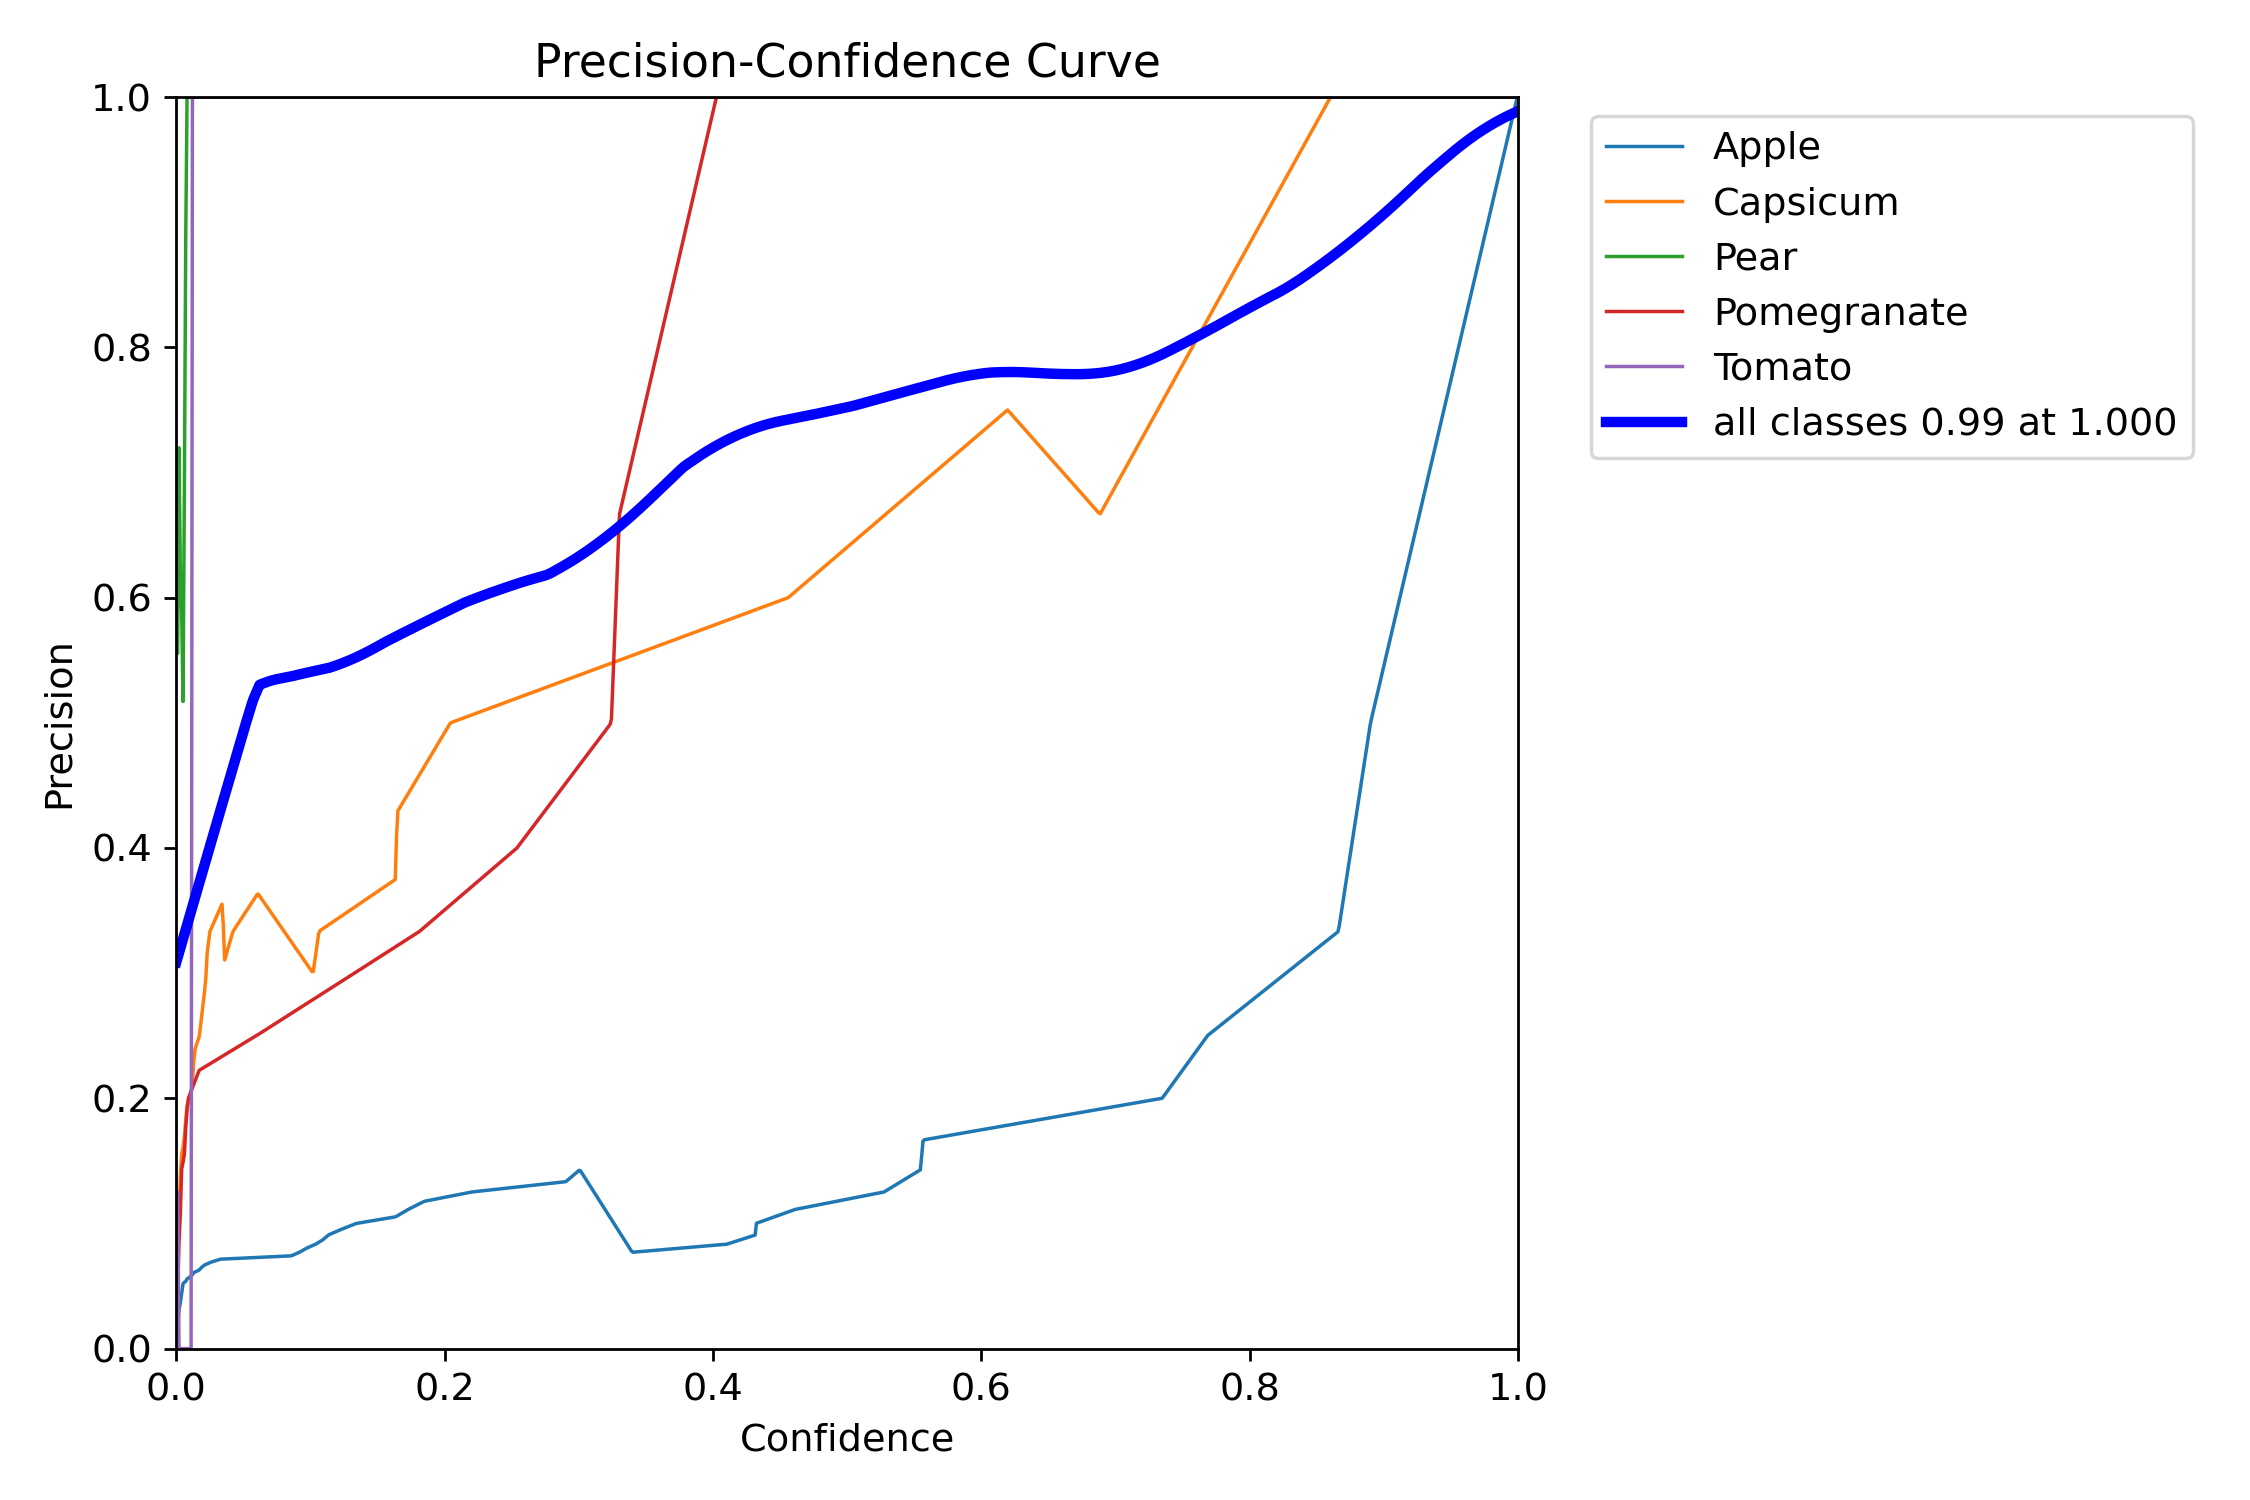 Precision-Confidence Curve
1.0
0.8
0.6
0.4
0.2
0.0
Precision
0.0 0.2 0.4 0.6 0.8 1.0
Confidence
Apple
Capsicum
Pear
Pomegranate
Tomato
all classes 0.99 at 1.000